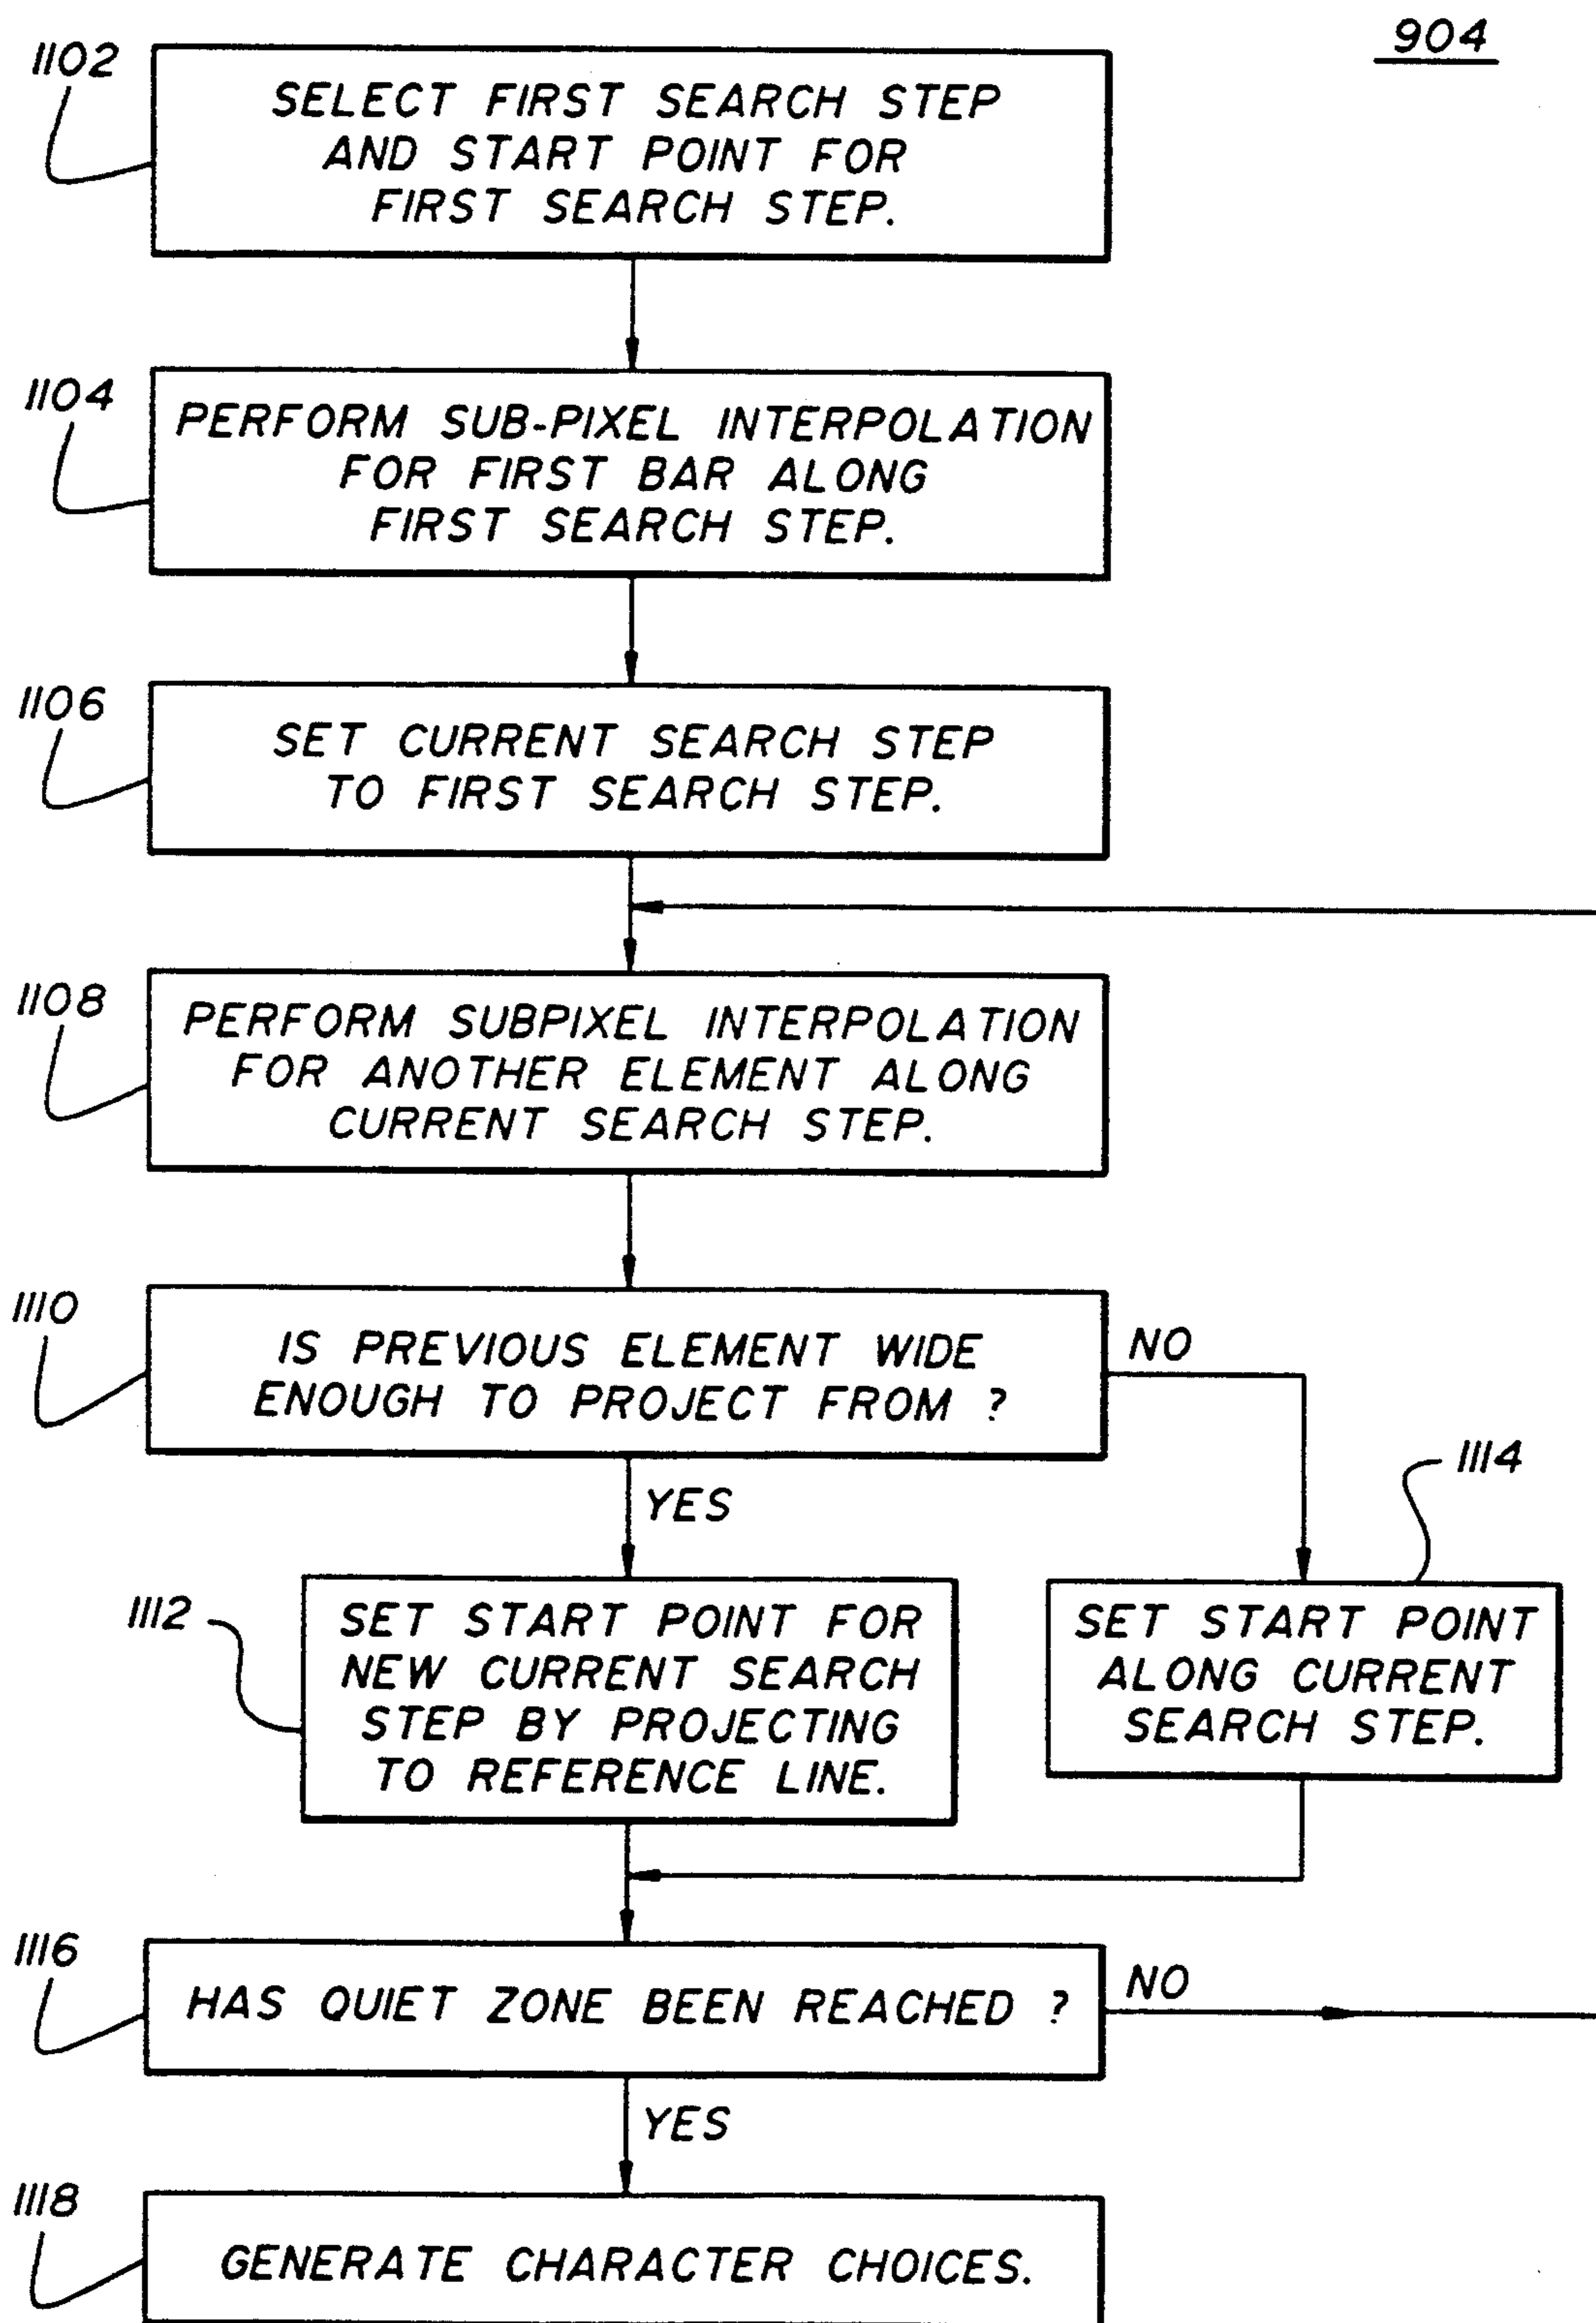 904
1102
SELECT FIRST SEARCH STEP
AND START POINT FOR
FIRST SEARCH STEP.
1104
PERFORM SUB-PIXEL INTERPOLATION
FOR FIRST BAR ALONG
FIRST SEARCH STEP.
1106
SET CURRENT SEARCH STEP
TO FIRST SEARCH STEP.
1108
PERFORM SUBPIXEL INTERPOLATION
FOR ANOTHER ELEMENT ALONG
CURRENT SEARCH STEP.
1110
IS PREVIOUS ELEMENT WIDE
ENOUGH TO PROJECT FROM ?
NO
YES
1112
SET START POINT FOR
NEW CURRENT SEARCH
STEP BY PROJECTING
TO REFERENCE LINE.
1114
SET START POINT
ALONG CURRENT
SEARCH STEP.
1116
HAS QUIET ZONE BEEN REACHED ?
NO
YES
1118
GENERATE CHARACTER CHOICES.